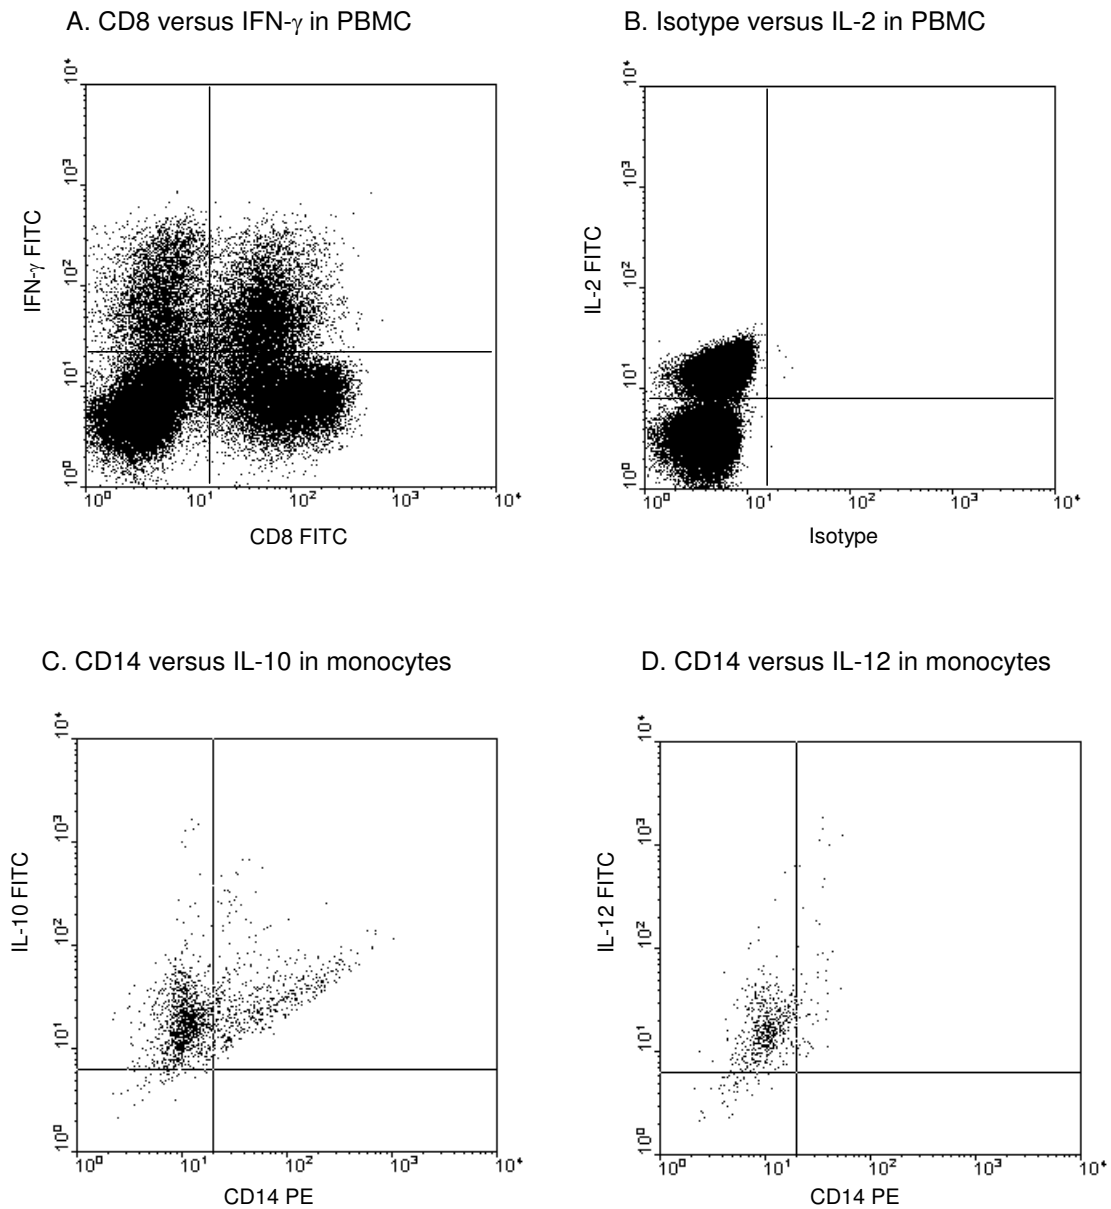 A. CD8 versus IFN-γ in PBMC
B. Isotype versus IL-2 in PBMC
10⁴
10³
10²
10¹
10⁰
IFN-γ FITC
10⁰ 10¹ 10² 10³ 10⁴
CD8 FITC
10⁴
10³
10²
10¹
10⁰
IL-2 FITC
10⁰ 10¹ 10² 10³ 10⁴
Isotype
C. CD14 versus IL-10 in monocytes
D. CD14 versus IL-12 in monocytes
10⁴
10³
10²
10¹
10⁰
IL-10 FITC
10⁰ 10¹ 10² 10³ 10⁴
CD14 PE
10⁴
10³
10²
10¹
10⁰
IL-12 FITC
10⁰ 10¹ 10² 10³ 10⁴
CD14 PE